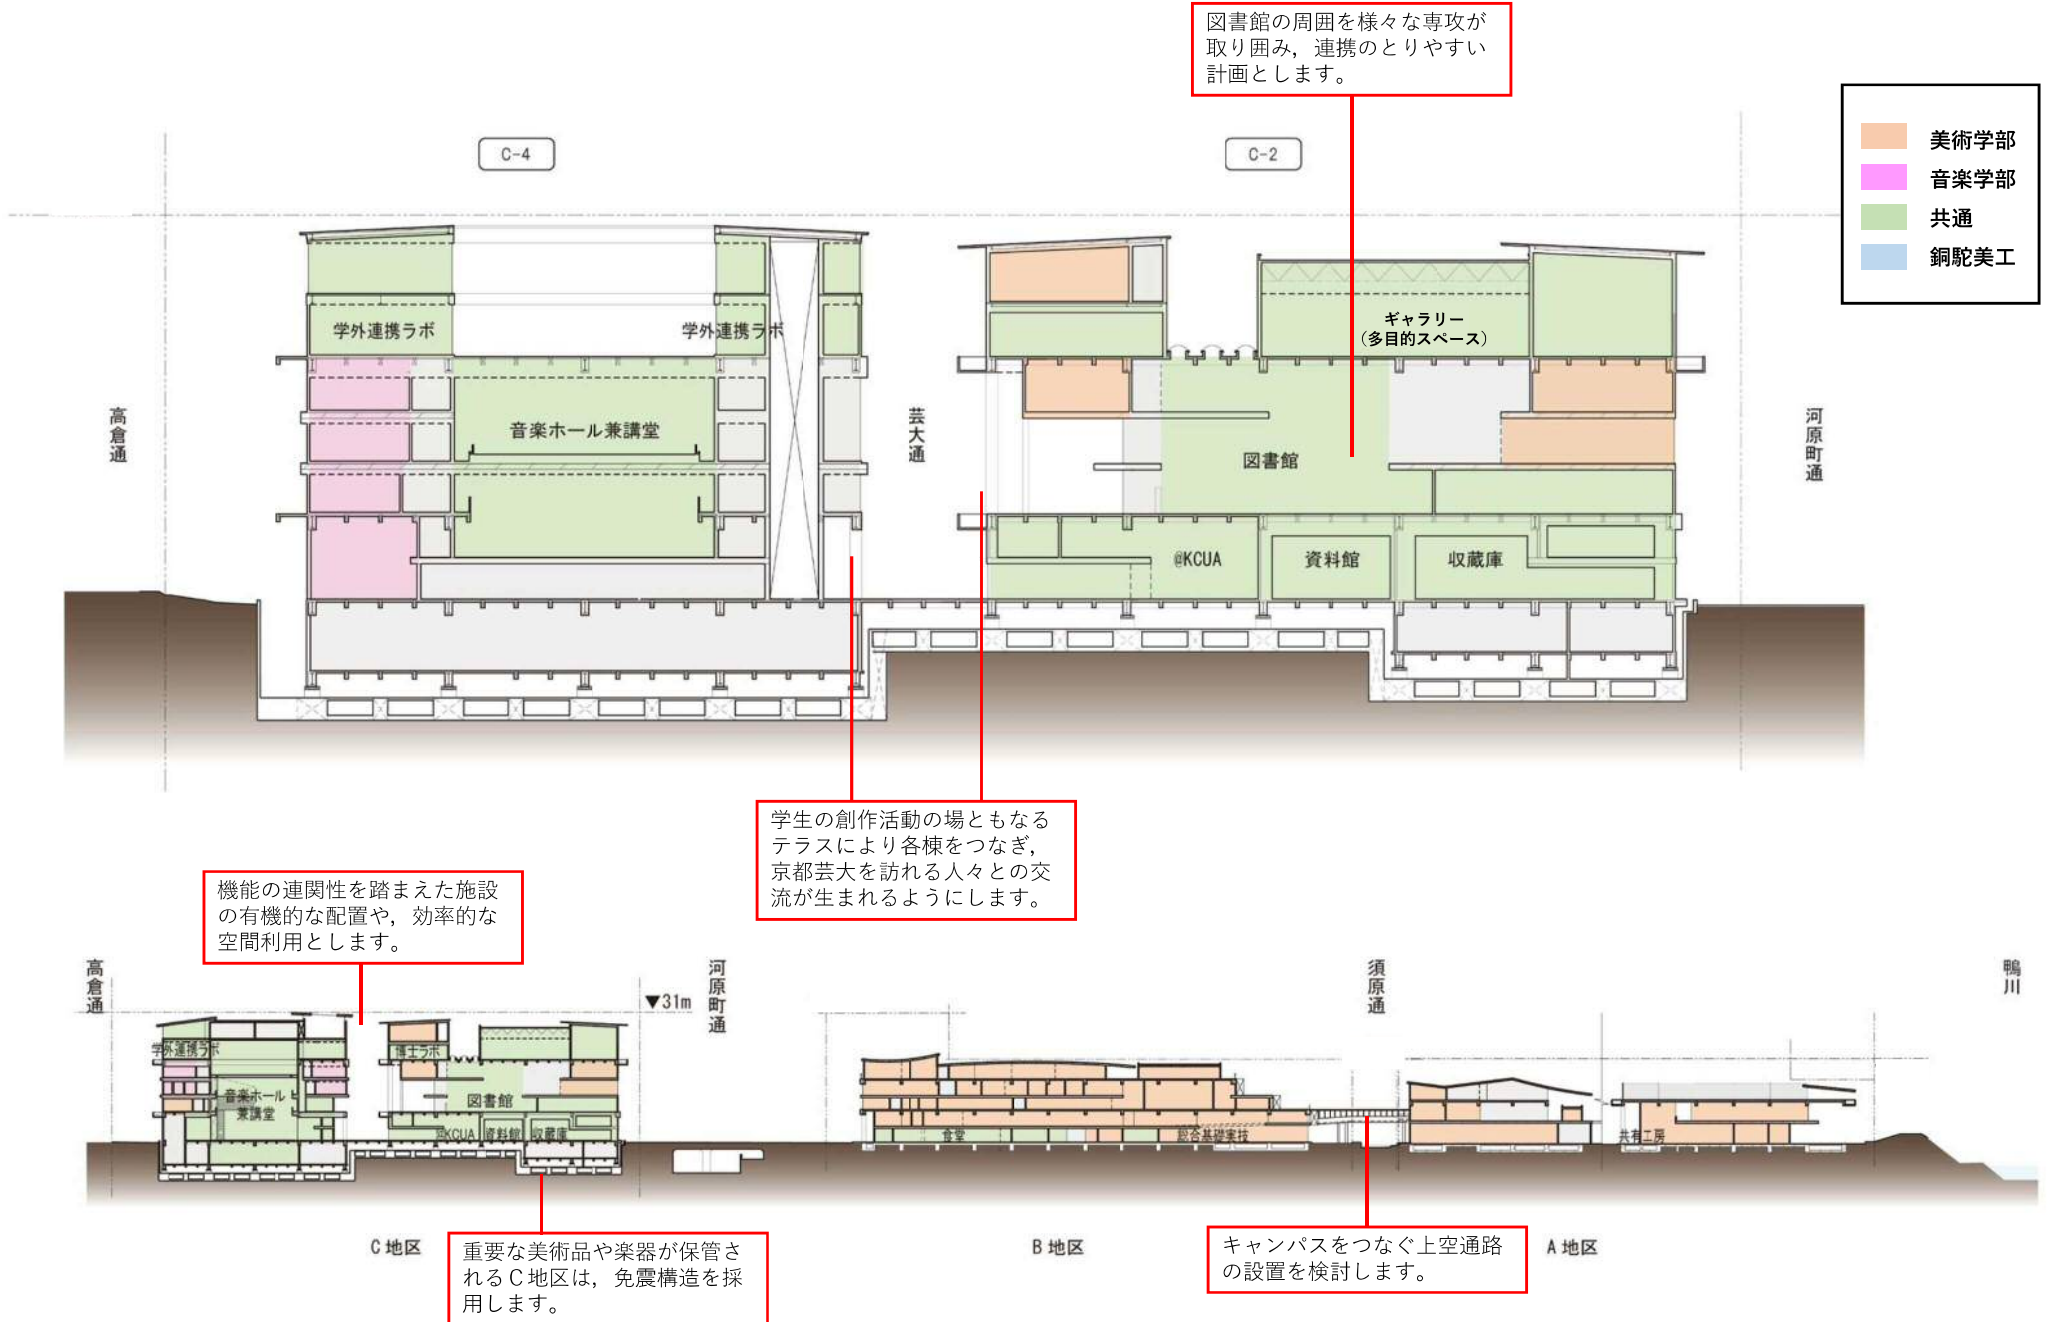 図書館の周囲を様々な専攻が
取り囲み，連携のとりやすい
計画とします。
美術学部
音楽学部
共通
銅駝美工
C-4
C-2
学外連携ラボ
学外連携ラボ
ギャラリー
（多目的スペース）
高倉通
音楽ホール兼講堂
芸大通
図書館
河原町通
@KCUA
資料館
収蔵庫
学生の創作活動の場ともなる
テラスにより各棟をつなぎ，
京都芸大を訪れる人々との交
流が生まれるようにします。
機能の連関性を踏まえた施設
の有機的な配置や，効率的な
空間利用とします。
高倉通
▼31m
河原町通
須原通
鴨川
学外連携ラボ
博士ラボ
音楽ホール
兼講堂
図書館
@KCUA
資料館
収蔵庫
食堂
総合基礎実技
共有工房
C地区
B地区
A地区
重要な美術品や楽器が保管さ
れるＣ地区は，免震構造を採
用します。
キャンパスをつなぐ上空通路
の設置を検討します。